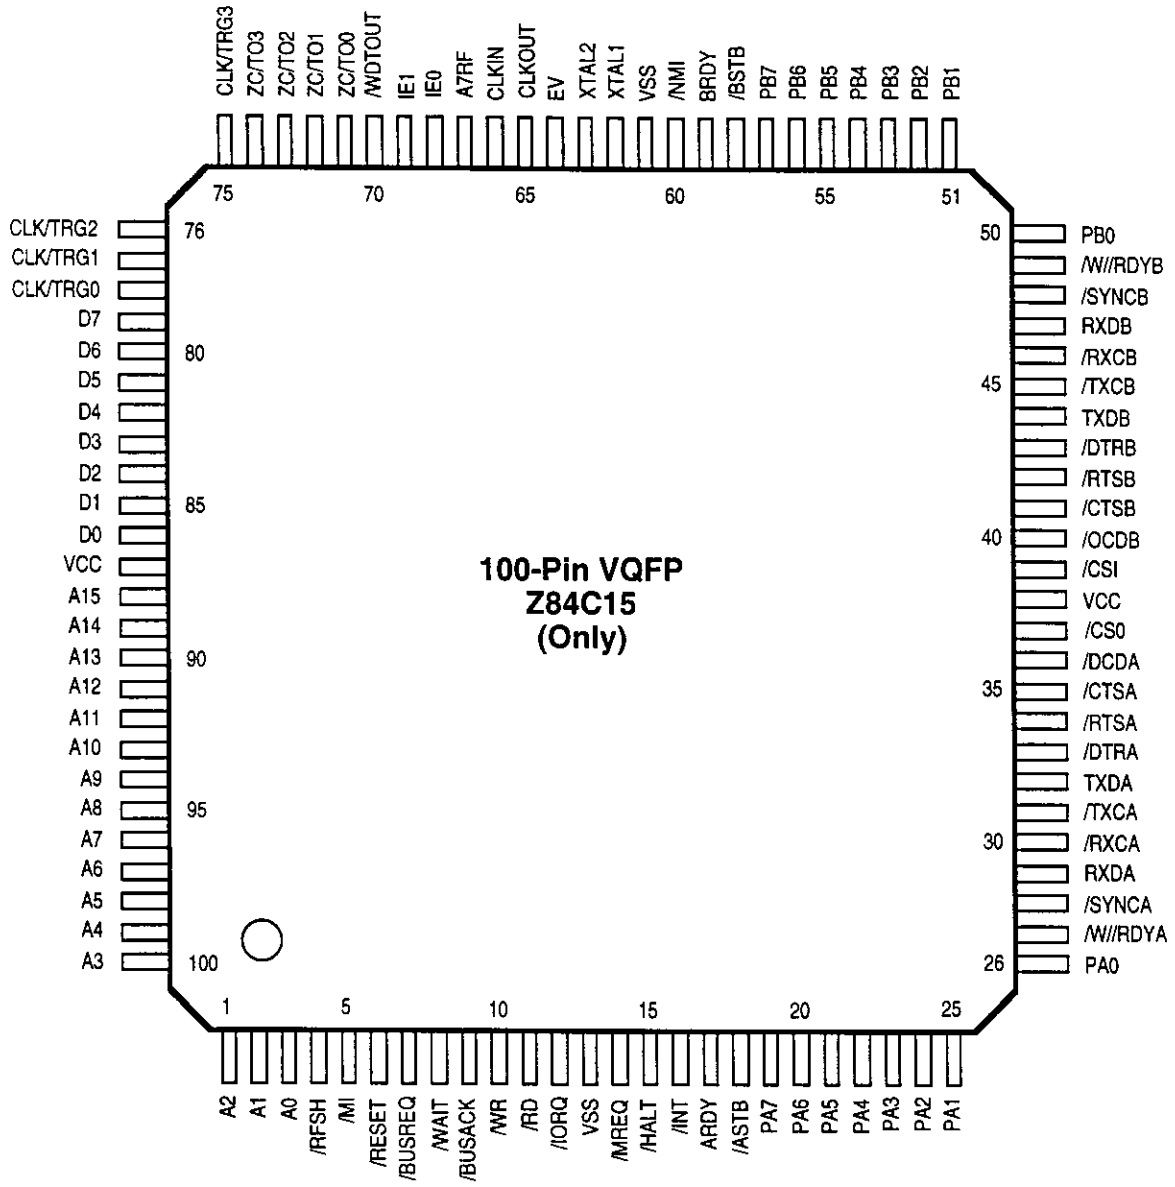 CLK/TRG3
ZC/TO3
ZC/TO2
ZC/TO1
ZC/TO0
/WDTOUT
IE1
IE0
A7RF
CLKIN
CLKOUT
EV
XTAL2
XTAL1
VSS
/NMI
BRDY
/BSTB
PB7
PB6
PB5
PB4
PB3
PB2
PB1
75
70
65
60
55
51
CLK/TRG2
CLK/TRG1
CLK/TRG0
D7
D6
D5
D4
D3
D2
D1
D0
VCC
A15
A14
A13
A12
A11
A10
A9
A8
A7
A6
A5
A4
A3
76
80
85
90
95
100
100-Pin VQFP
Z84C15
(Only)
50
45
40
35
30
26
PB0
/W//RDYB
/SYNCB
RXDB
/RXCB
/TXCB
TXDB
/DTRB
/RTSB
/CTSB
/OCDB
/CSI
VCC
/CS0
/DCDA
/CTSA
/RTSA
/DTRA
TXDA
/TXCA
/RXCA
RXDA
/SYNCA
/W//RDYA
PA0
1
5
10
15
20
25
A2
A1
A0
/RFSH
/MI
/RESET
/BUSREQ
/WAIT
/BUSACK
/WR
/RD
/IORQ
VSS
/MREQ
/HALT
/INT
ARDY
/ASTB
PA7
PA6
PA5
PA4
PA3
PA2
PA1